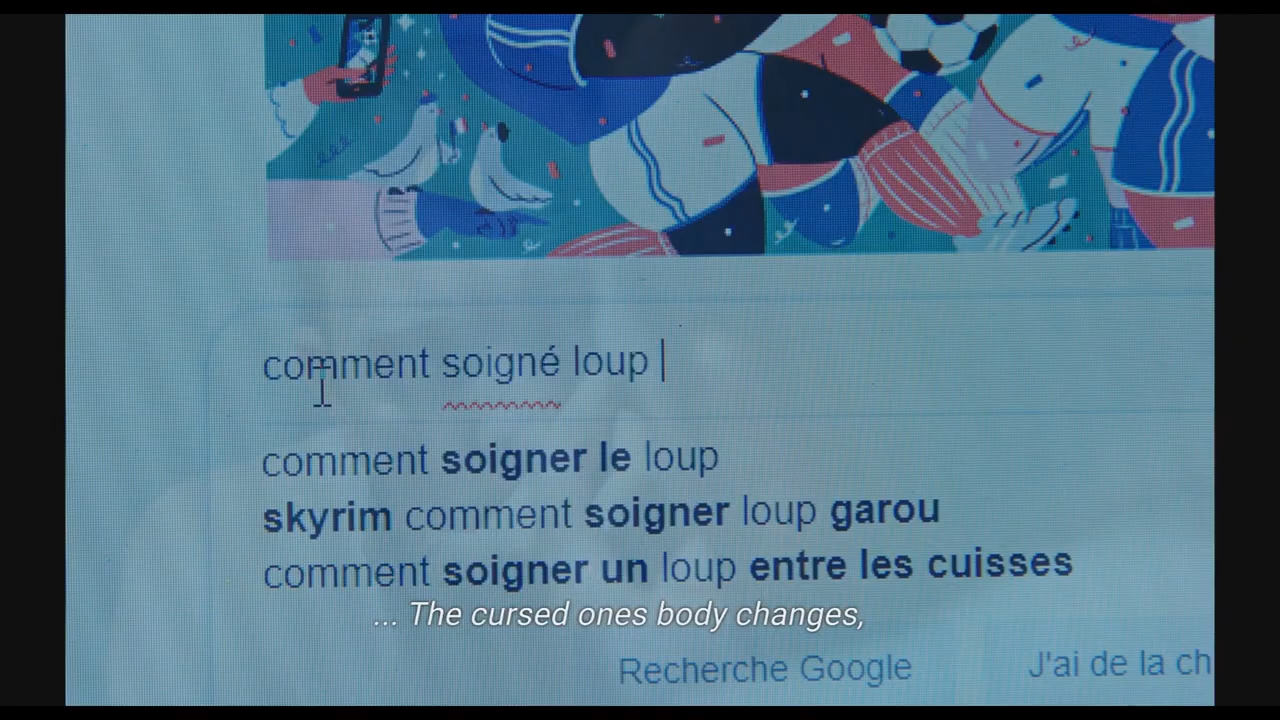 comment soigné loup
comment soigner le loup
skyrim comment soigner loup garou
comment soigner un loup entre les cuisses
... The cursed ones body changes,
Recherche Google
J'ai de la ch